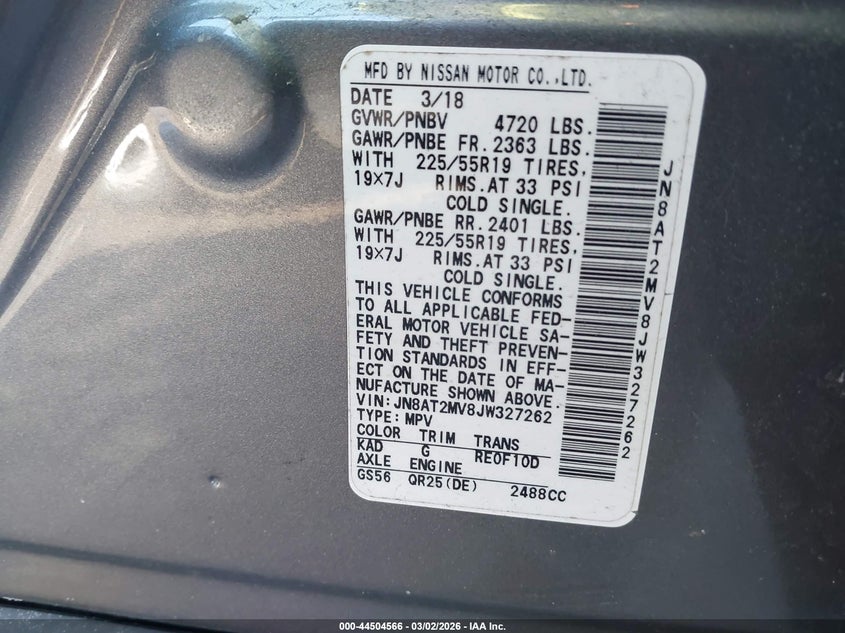 MFD BY NISSAN MOTOR CO.,LTD.
DATE 3/18
GVWR/PNBV 4720 LBS.
GAWR/PNBE FR. 2363 LBS.
WITH 225/55R19 TIRES,
19×7J RIMS. AT 33 PSI
COLD SINGLE.
GAWR/PNBE RR. 2401 LBS.
WITH 225/55R19 TIRES,
19×7J RIMS. AT 33 PSI
COLD SINGLE.
THIS VEHICLE CONFORMS
TO ALL APPLICABLE FED-
ERAL MOTOR VEHICLE SA-
FETY AND THEFT PREVEN-
TION STANDARDS IN EFF-
ECT ON THE DATE OF MA-
NUFACTURE SHOWN ABOVE.
VIN: JN8AT2MV8JW327262
TYPE: MPV
COLOR TRIM TRANS
KAD G RE0F10D
AXLE ENGINE
GS56 QR25(DE) 2488CC
JN8AT2MV8JW327262
000-44504566 — 03/02/2026 — IAA Inc.